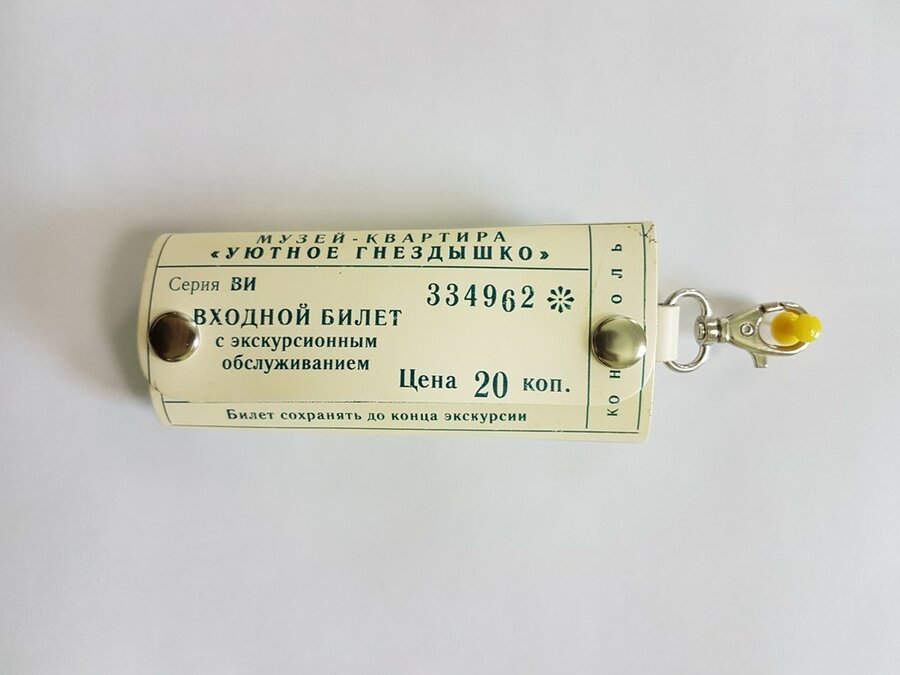 МУЗЕЙ-КВАРТИРА
«УЮТНОЕ ГНЕЗДЫШКО»
Серия ВИ
334962 ❊
ВХОДНОЙ БИЛЕТ
с экскурсионным
обслуживанием
Цена 20 коп.
Билет сохранять до конца экскурсии